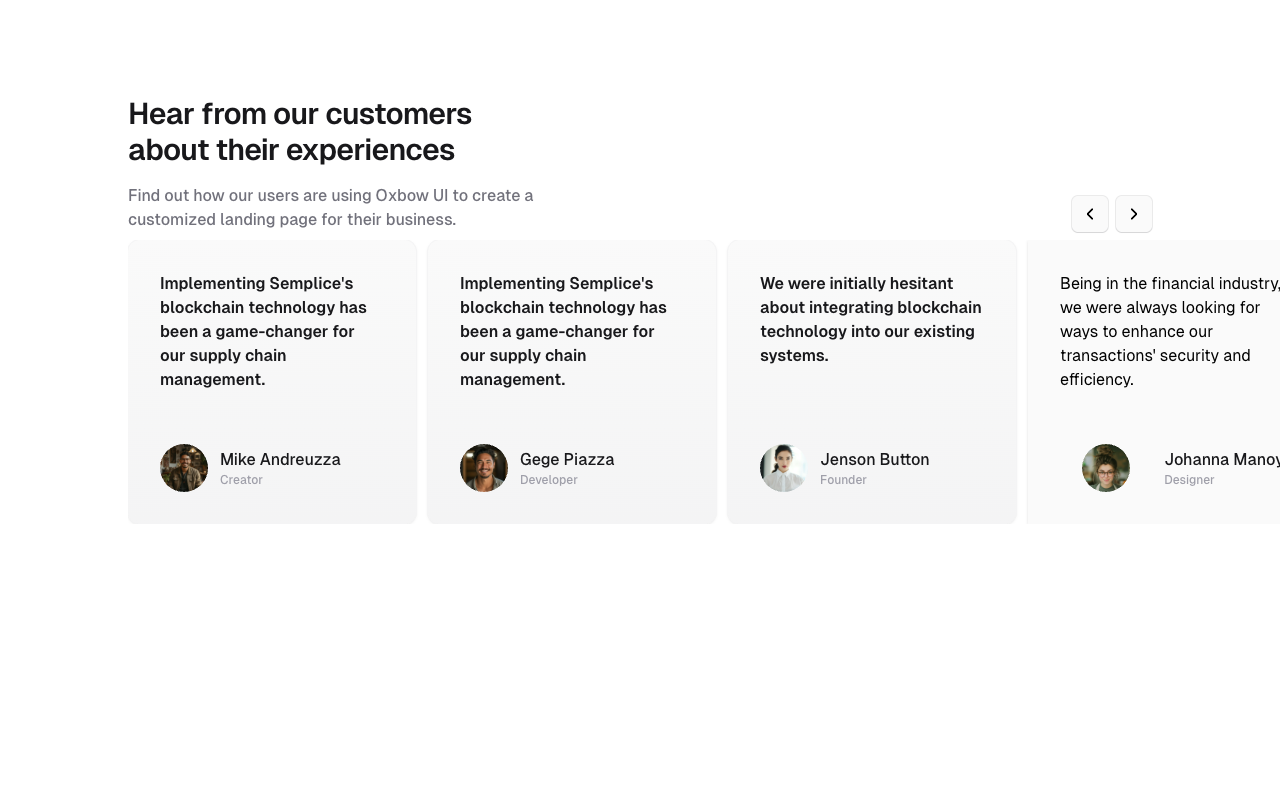 Hear from our customers
about their experiences
Find out how our users are using Oxbow UI to create a
customized landing page for their business.
Implementing Semplice's
blockchain technology has
been a game-changer for
our supply chain
management.
Mike Andreuzza
Creator
Implementing Semplice's
blockchain technology has
been a game-changer for
our supply chain
management.
Gege Piazza
Developer
We were initially hesitant
about integrating blockchain
technology into our existing
systems.
Jenson Button
Founder
Being in the financial industry,
we were always looking for
ways to enhance our
transactions' security and
efficiency.
Johanna Manoy
Designer